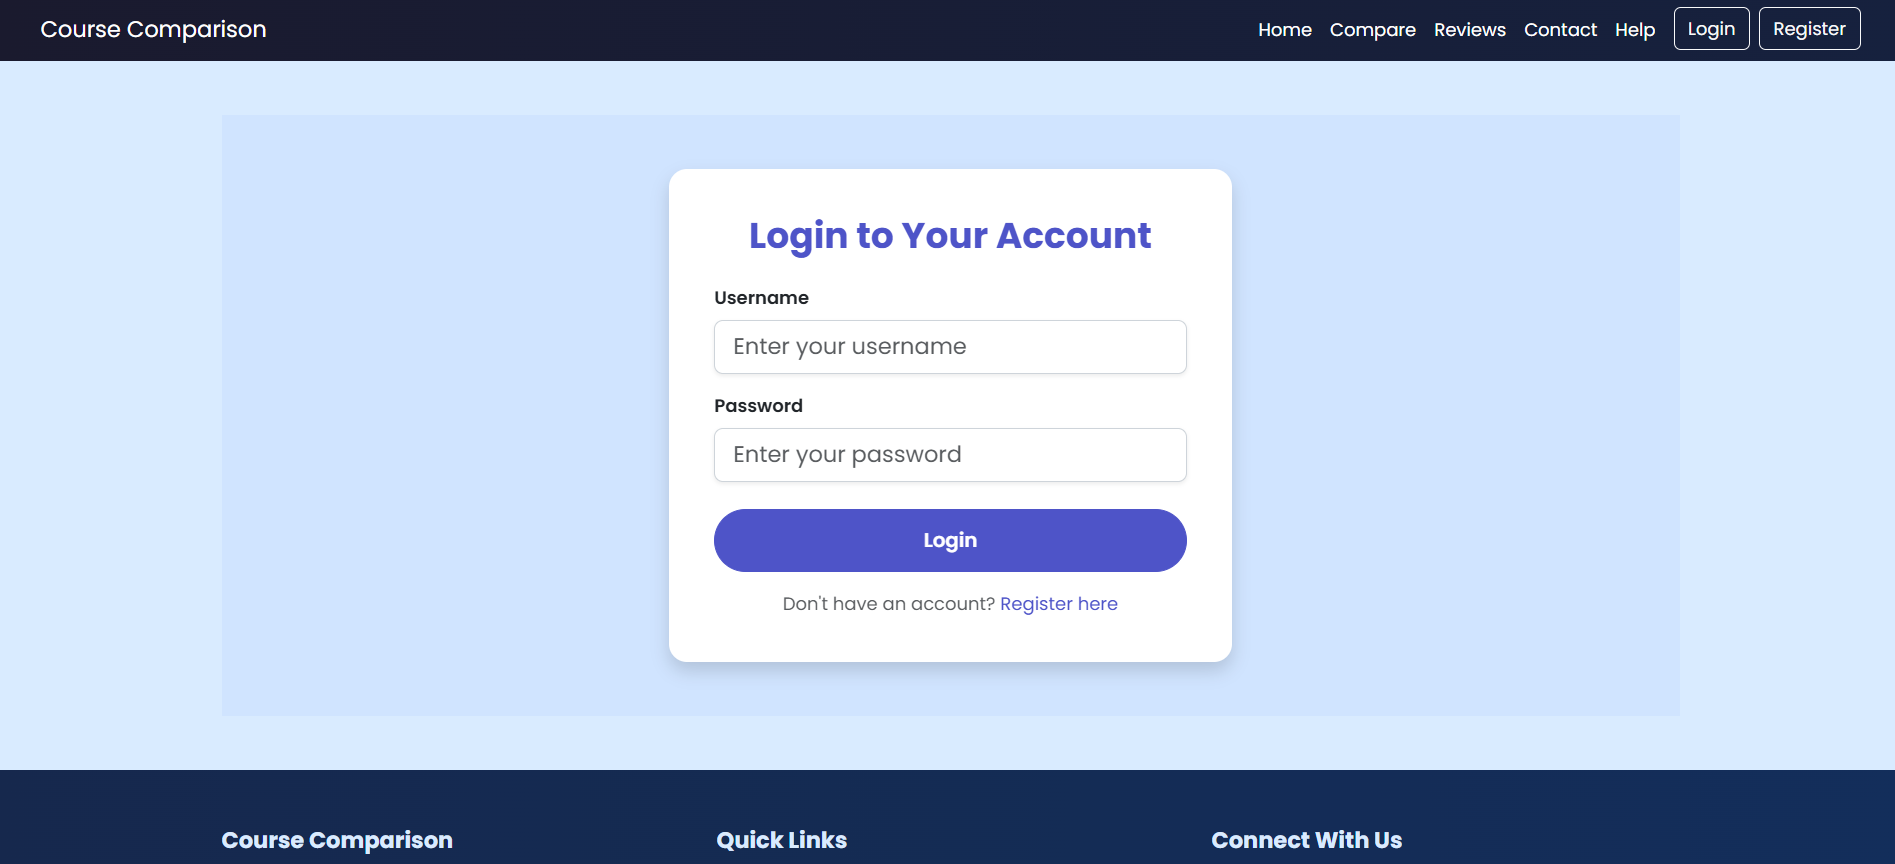 Course Comparison
Home Compare Reviews Contact Help Login Register
Login to Your Account
Username
Enter your username
Password
Enter your password
Login
Don't have an account? Register here
Course Comparison
Quick Links
Connect With Us